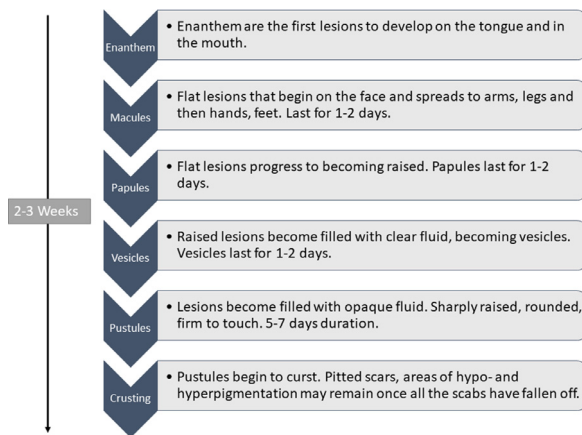 Enanthem
• Enanthem are the first lesions to develop on the tongue and in
the mouth.
Macules
• Flat lesions that begin on the face and spreads to arms, legs and
then hands, feet. Last for 1-2 days.
Papules
• Flat lesions progress to becoming raised. Papules last for 1-2
days.
2-3 Weeks
Vesicles
• Raised lesions become filled with clear fluid, becoming vesicles.
Vesicles last for 1-2 days.
Pustules
• Lesions become filled with opaque fluid. Sharply raised, rounded,
firm to touch. 5-7 days duration.
Crusting
• Pustules begin to curst. Pitted scars, areas of hypo- and
hyperpigmentation may remain once all the scabs have fallen off.